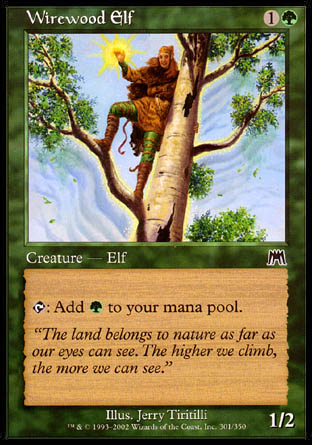 Wirewood Elf 1
Creature — Elf
: Add to your mana pool.
“The land belongs to nature as far as
our eyes can see. The higher we climb,
the more we can see.”
Illus. Jerry Tiritilli
™ & © 1993-2002 Wizards of the Coast, Inc. 301/350
1/2